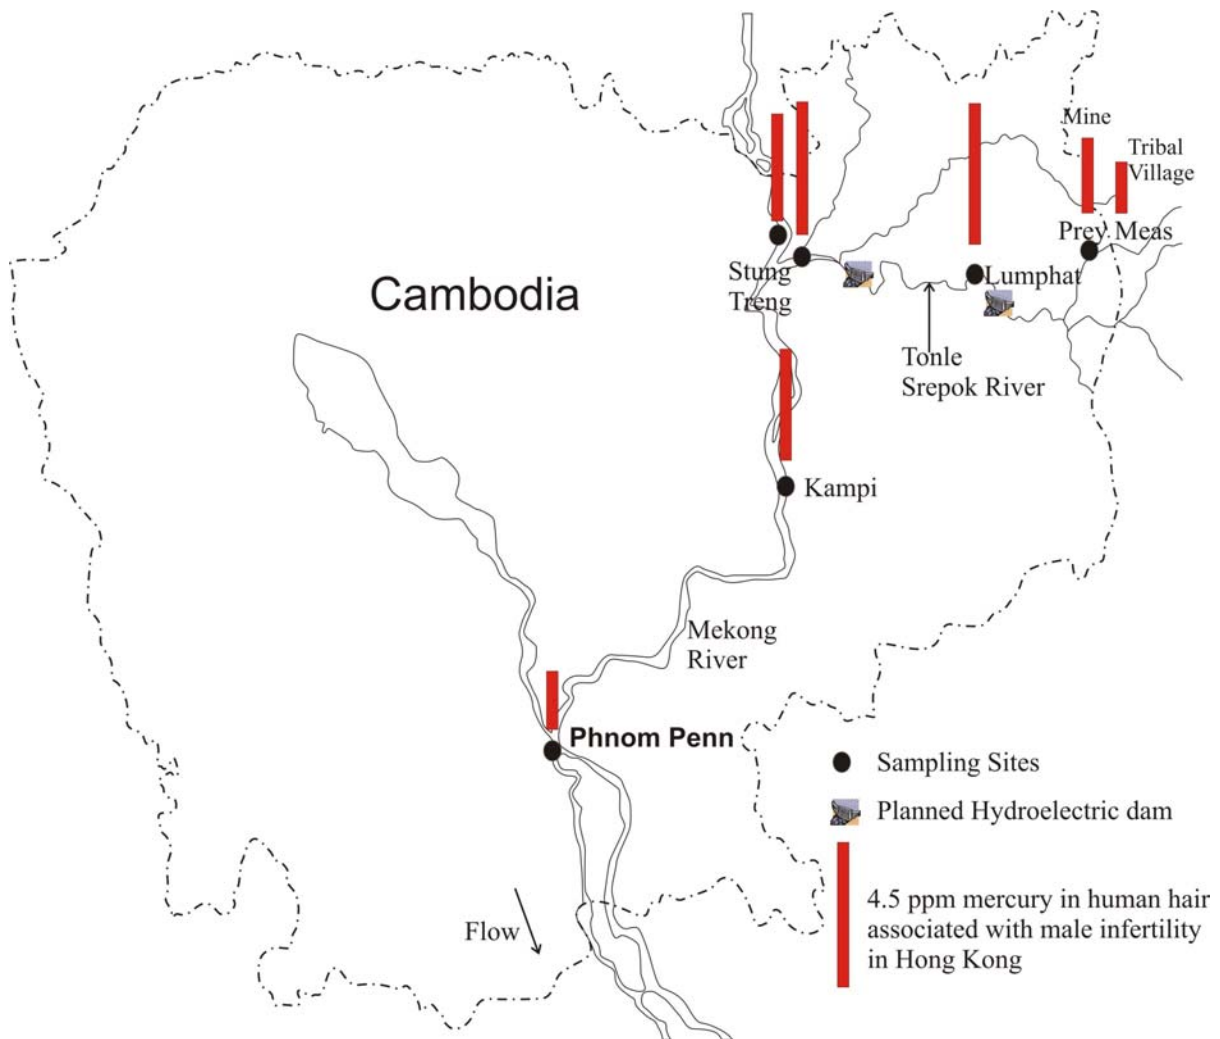 Mine
Tribal
Village
Prey Meas
Stung
Treng
Lumphat
Cambodia
Tonle
Srepok River
Kampi
Mekong
River
Phnom Penn
Sampling Sites
Planned Hydroelectric dam
4.5 ppm mercury in human hair
associated with male infertility
in Hong Kong
Flow